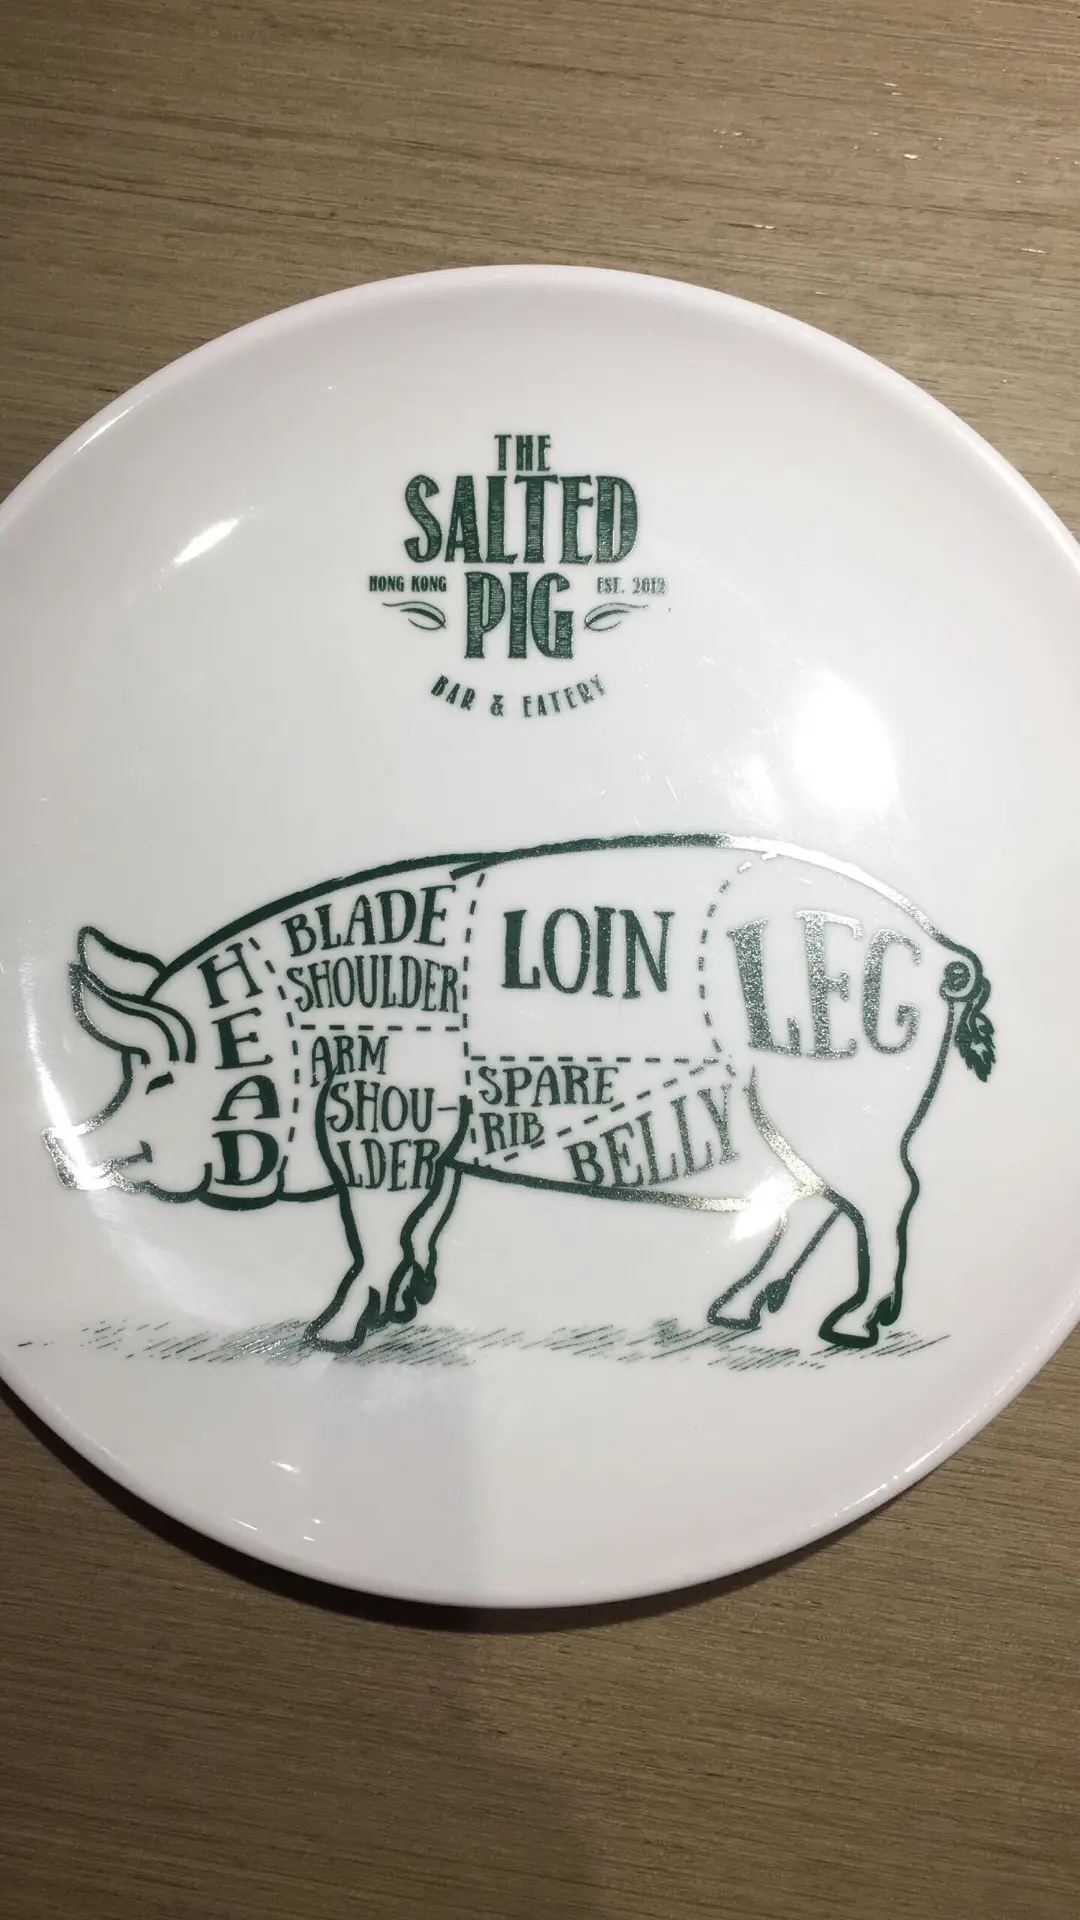 THE
SALTED
HONG KONG PIG EST. 2012
BAR & EATERY
HEAD
BLADE
SHOULDER
ARM
SHOU-
LDER
LOIN
SPARE
RIB
BELLY
LEG